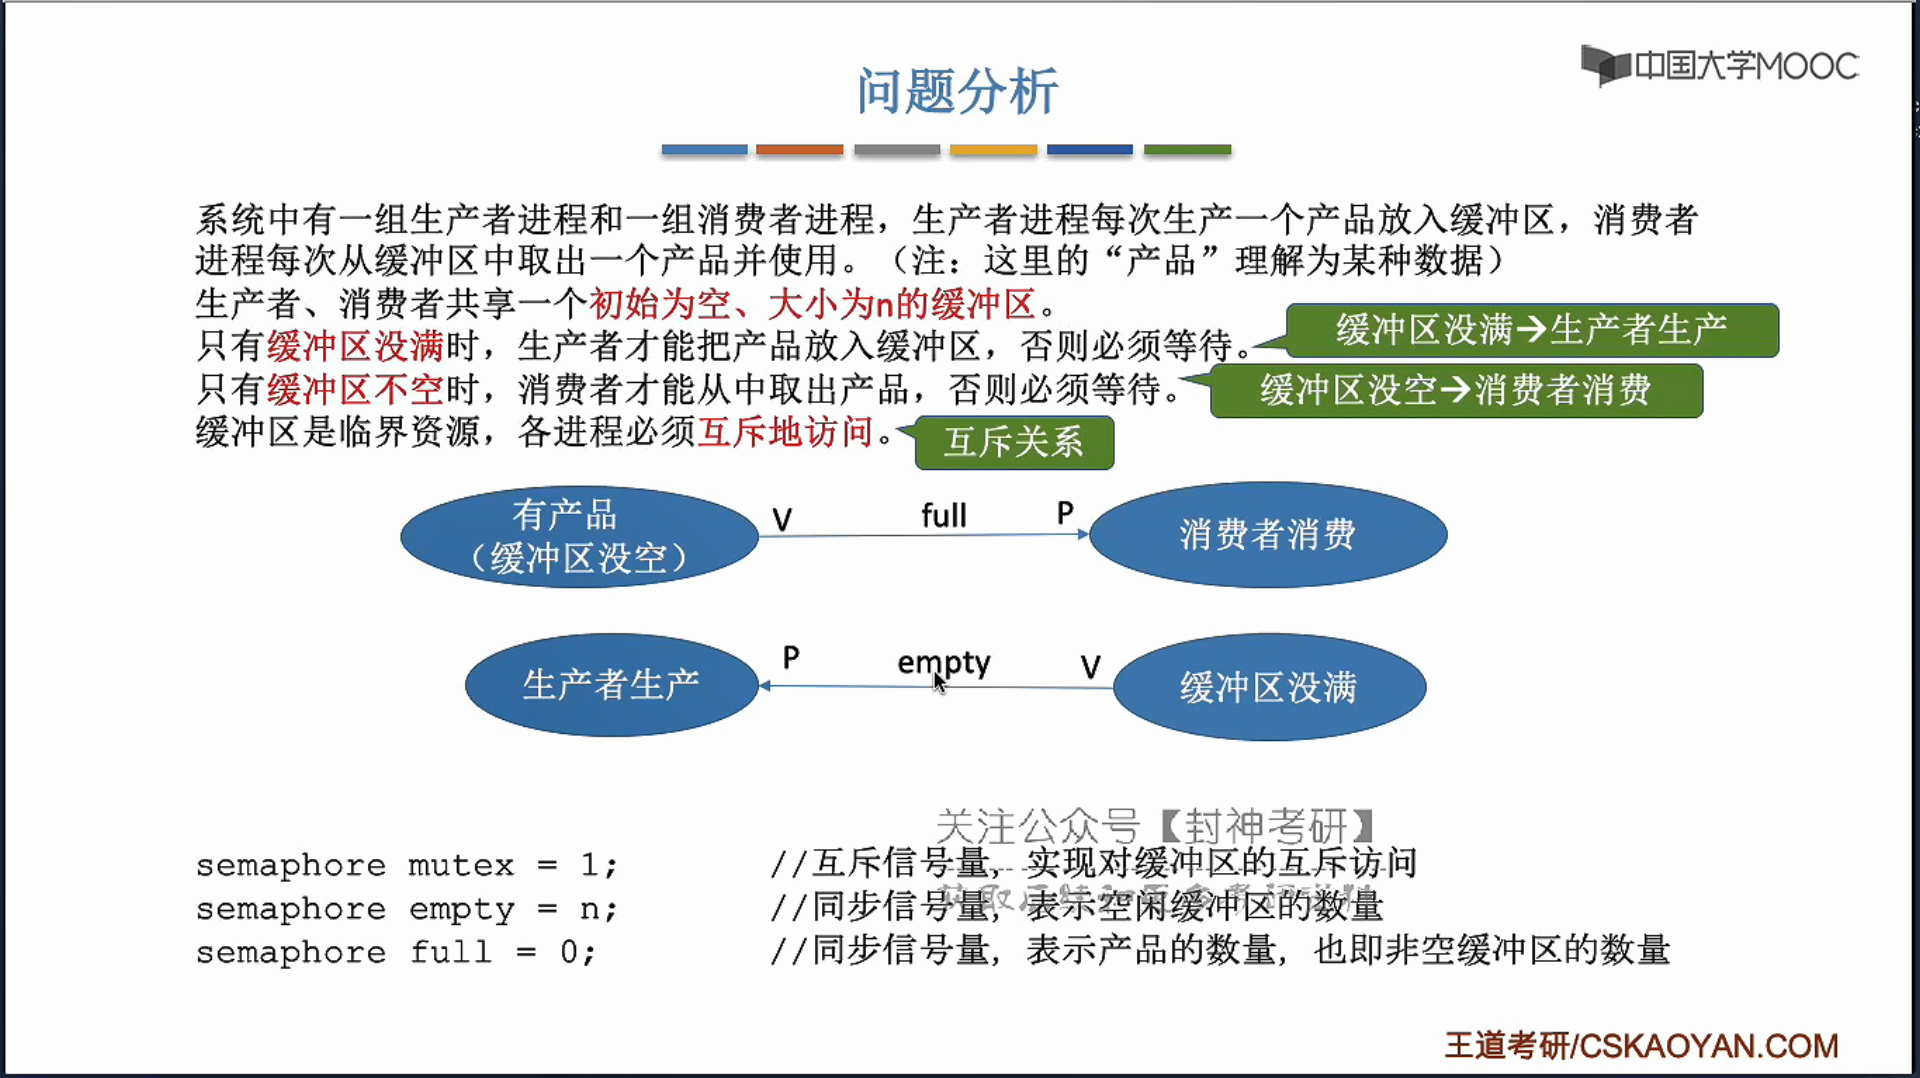 中国大学MOOC
问题分析
系统中有一组生产者进程和一组消费者进程，生产者进程每次生产一个产品放入缓冲区，消费者
进程每次从缓冲区中取出一个产品并使用。（注：这里的“产品”理解为某种数据）
生产者、消费者共享一个初始为空、大小为n的缓冲区。
只有缓冲区没满时，生产者才能把产品放入缓冲区，否则必须等待。
缓冲区没满→生产者生产
只有缓冲区不空时，消费者才能从中取出产品，否则必须等待。
缓冲区没空→消费者消费
缓冲区是临界资源，各进程必须互斥地访问。
互斥关系
有产品
（缓冲区没空）
V full P
消费者消费
生产者生产
P empty V
缓冲区没满
关注公众号【封神考研】
semaphore mutex = 1; //互斥信号量，实现对缓冲区的互斥访问
semaphore empty = n; //同步信号量，表示空闲缓冲区的数量
semaphore full = 0; //同步信号量，表示产品的数量，也即非空缓冲区的数量
王道考研/CSKAOYAN.COM